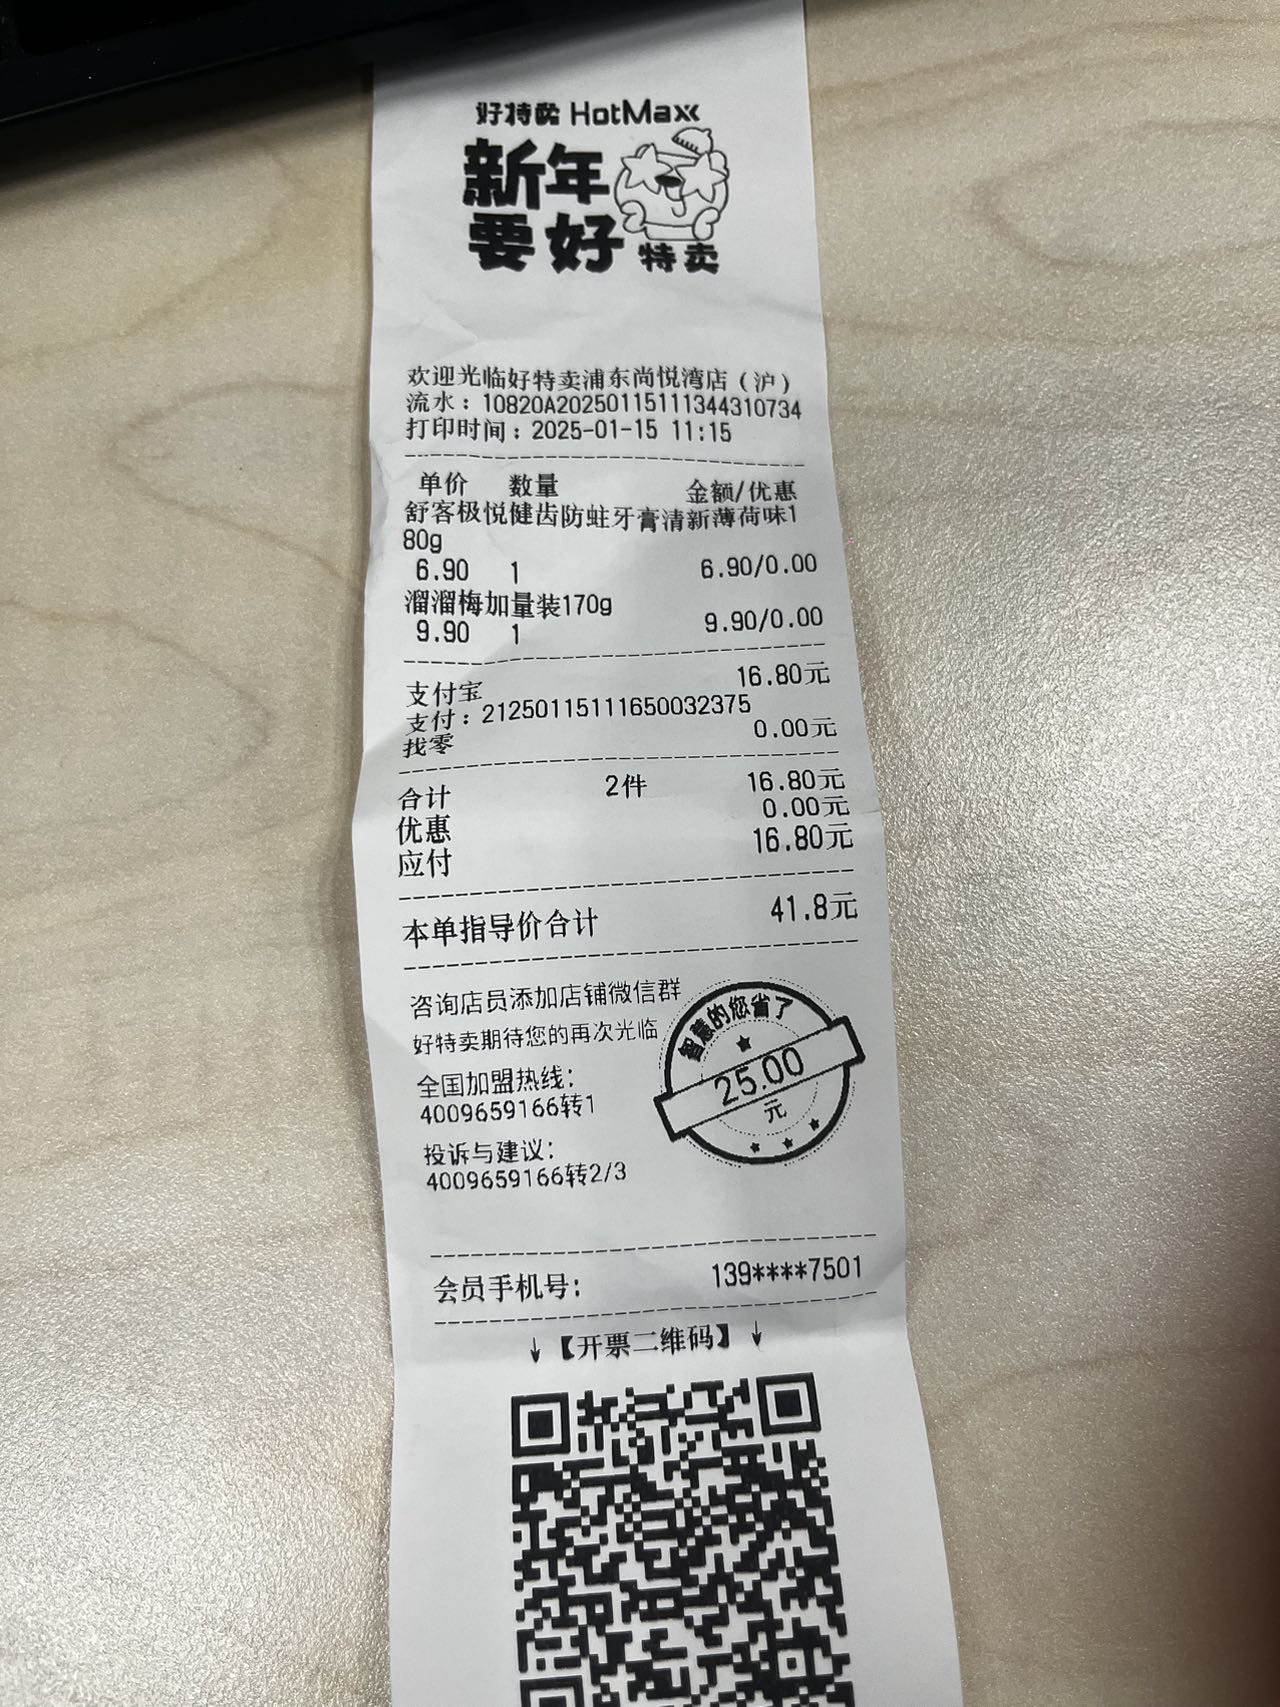 好特卖 HotMaxx
新年
要好特卖
欢迎光临好特卖浦东尚悦湾店（沪）
流水：10820A20250115111344310734
打印时间：2025-01-15 11:15
单价 数量 金额/优惠
舒客极悦健齿防蛀牙膏清新薄荷味1
80g
6.90 1 6.90/0.00
溜溜梅加量装170g
9.90 1 9.90/0.00
支付宝 16.80元
支付：21250115111650032375
找零 0.00元
合计 2件 16.80元
优惠 0.00元
应付 16.80元
本单指导价合计 41.8元
咨询店员添加店铺微信群
好特卖期待您的再次光临
全国加盟热线：
4009659166转1
投诉与建议：
4009659166转2/3
智慧的您省了
25.00
元
会员手机号： 139****7501
↓【开票二维码】↓